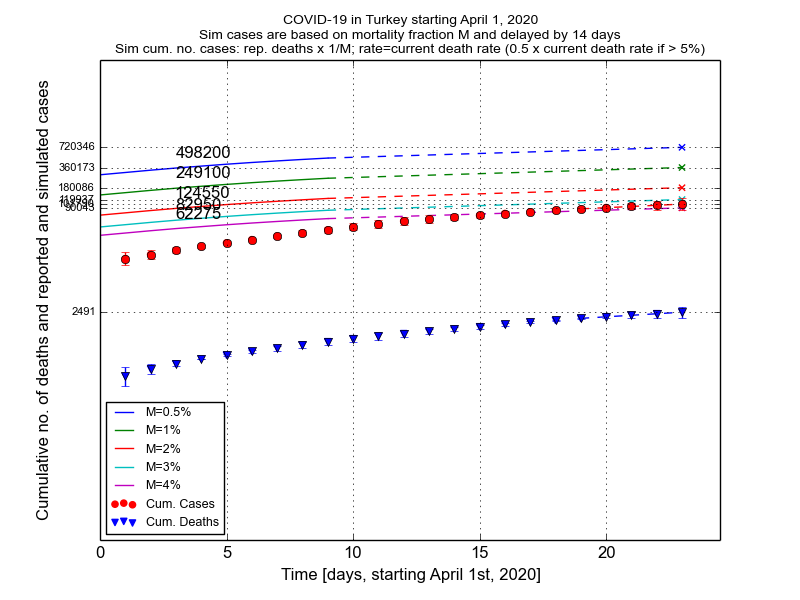 COVID-19 in Turkey starting April 1, 2020
Sim cases are based on mortality fraction M and delayed by 14 days
Sim cum. no. cases: rep. deaths x 1/M; rate=current death rate (0.5 x current death rate if > 5%)
Cumulative no. of deaths and reported and simulated cases
720346
360173
180086
119937
90043
2491
498200
249100
124550
82950
62275
M=0.5%
M=1%
M=2%
M=3%
M=4%
Cum. Cases
Cum. Deaths
0 5 10 15 20
Time [days, starting April 1st, 2020]